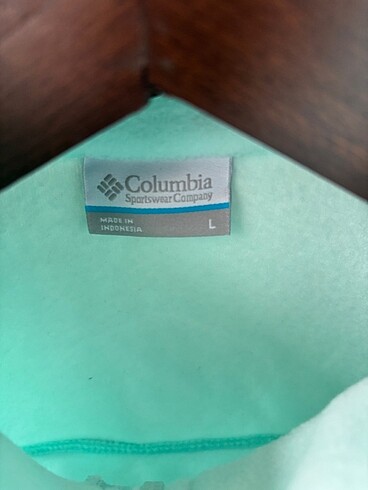 Columbia
Sportswear Company
MADE IN
INDONESIA
L